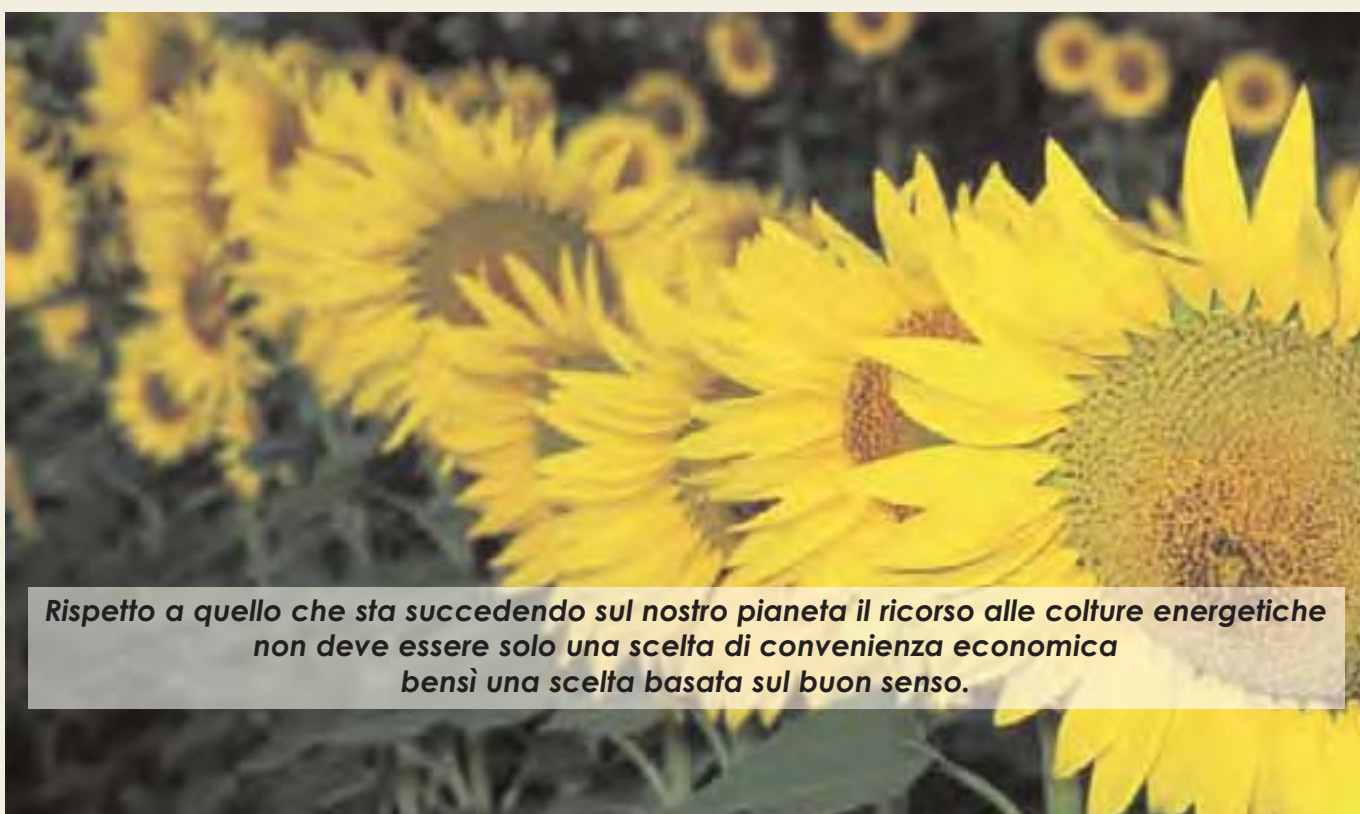 Rispetto a quello che sta succedendo sul nostro pianeta il ricorso alle colture energetiche
non deve essere solo una scelta di convenienza economica
bensì una scelta basata sul buon senso.